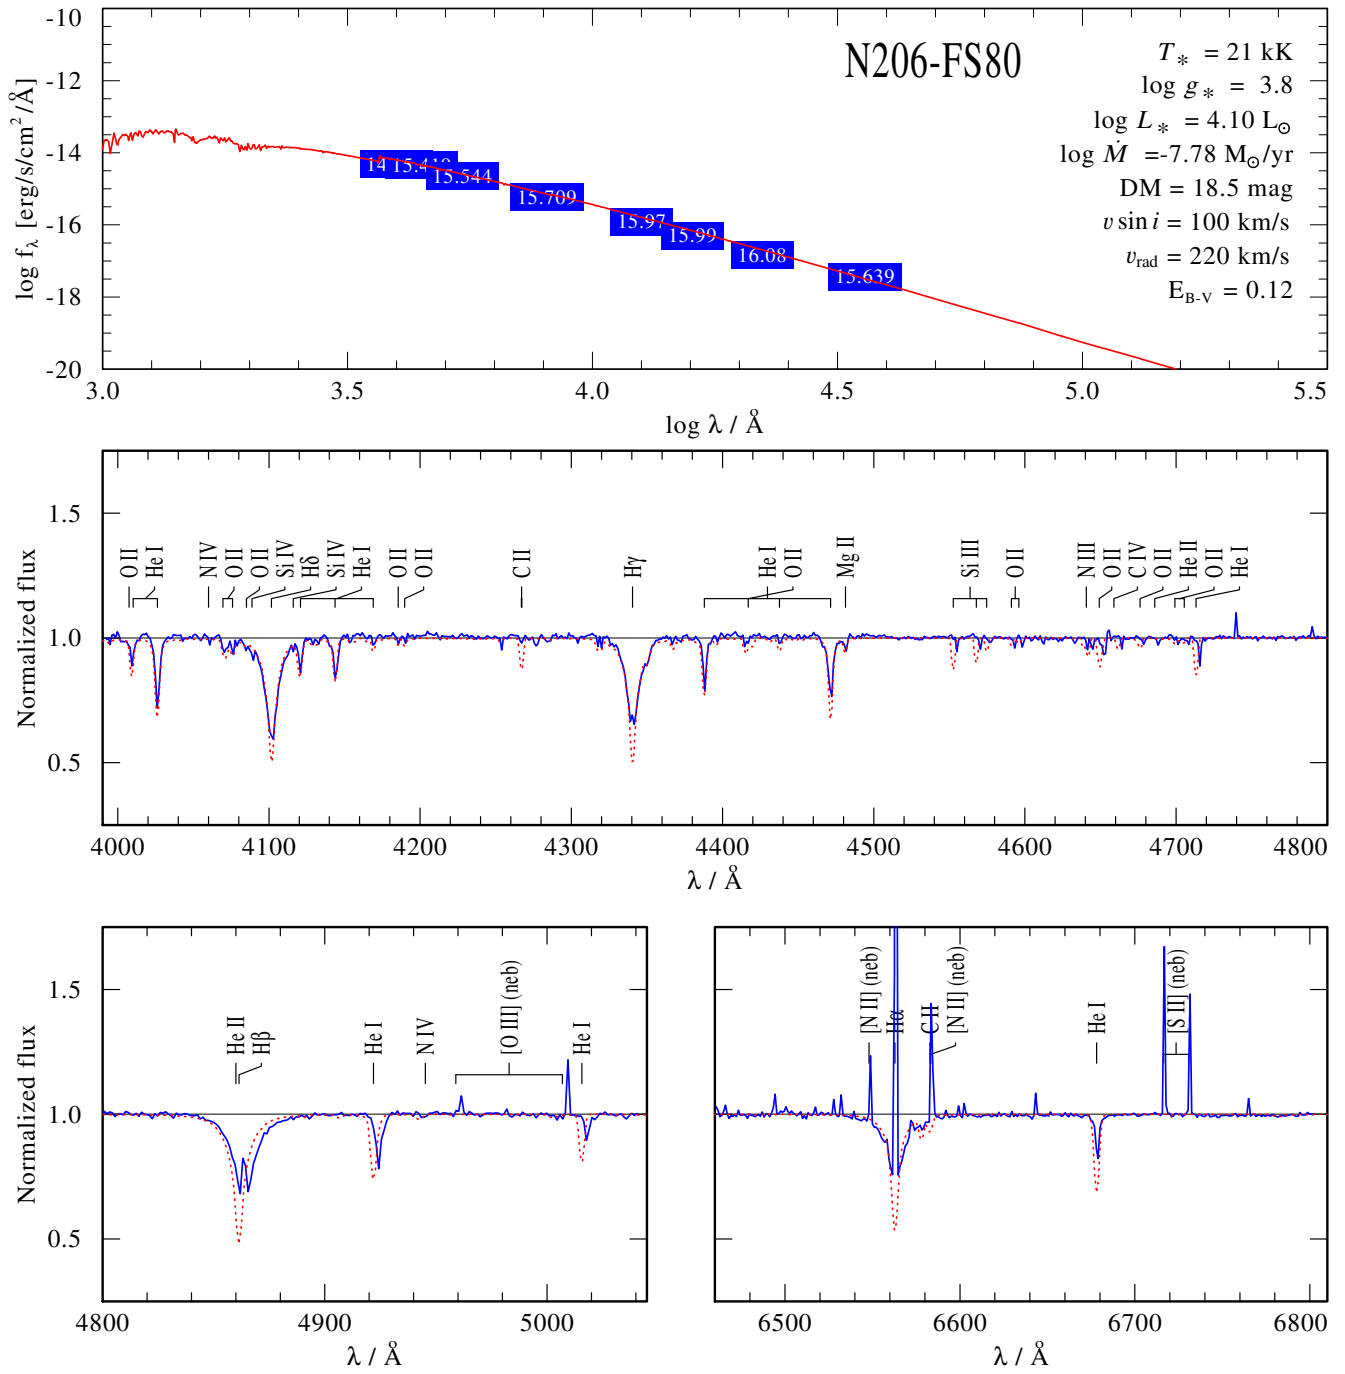 N206-FS80
T* = 21 kK
log g* = 3.8
log L* = 4.10 L⊙
log Ṁ =-7.78 M⊙/yr
DM = 18.5 mag
v sin i = 100 km/s
vrad = 220 km/s
EB-V = 0.12
log fλ [erg/s/cm²/Å]
-10
-12
-14
-16
-18
-20
15.544
15.709
15.97
15.99
16.08
15.639
3.0 3.5 4.0 4.5 5.0 5.5
log λ / Å
Normalized flux
1.5
1.0
0.5
O II
He I
N IV
O II
O II
Si IV
Hδ
Si IV
He I
O II
O II
C II
Hγ
He I
O II
Mg II
Si III
O II
N III
O II
C IV
O II
He II
O II
He I
4000 4100 4200 4300 4400 4500 4600 4700 4800
λ / Å
Normalized flux
1.5
1.0
0.5
He II
Hβ
He I
N IV
[O III] (neb)
He I
4800 4900 5000
λ / Å
[N II] (neb)
Hα
C II
[N II] (neb)
He I
[S II] (neb)
6500 6600 6700 6800
λ / Å